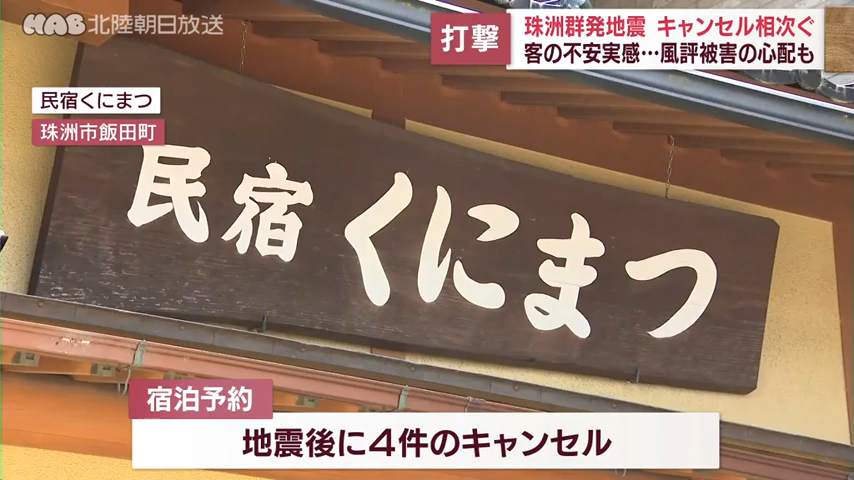 HAB 北陸朝日放送
打撃
珠洲群発地震 キャンセル相次ぐ
客の不安実感…風評被害の心配も
民宿くにまつ
珠洲市飯田町
民宿 くにまつ
宿泊予約
地震後に4件のキャンセル